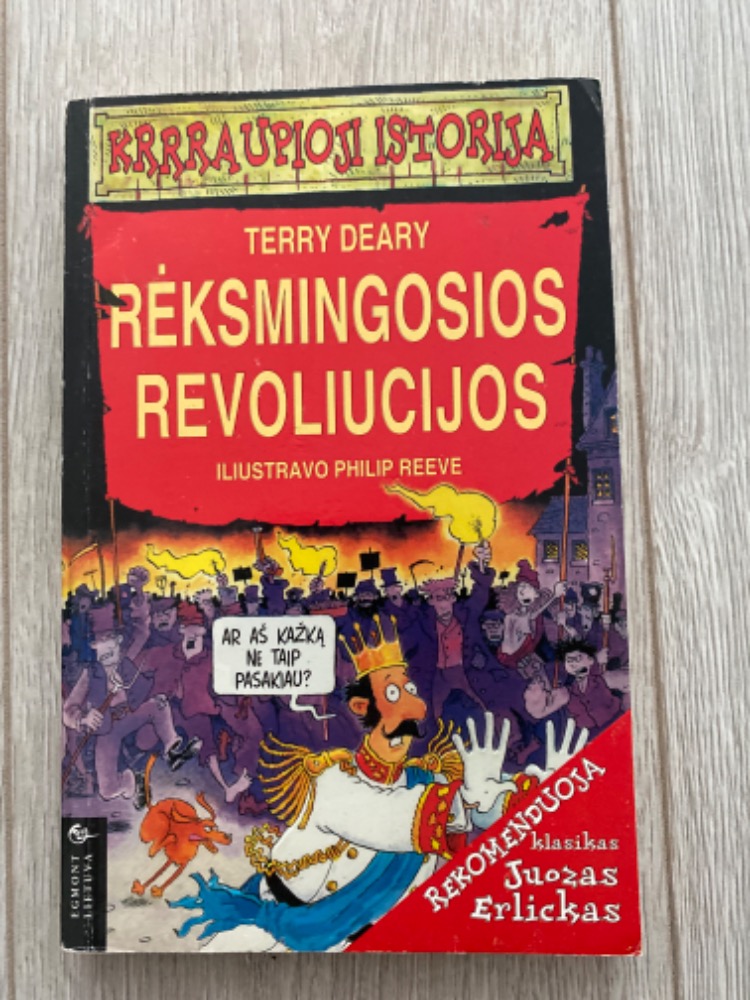 KRRRAUPIOJI ISTORIJA
TERRY DEARY
RĖKSMINGOSIOS
REVOLIUCIJOS
ILIUSTRAVO PHILIP REEVE
AR AŠ KAŽKĄ
NE TAIP
PASAKIAU?
REKOMENDUOJA
klasikas
Juozas
Erlickas
EGMONT
LIETUVA